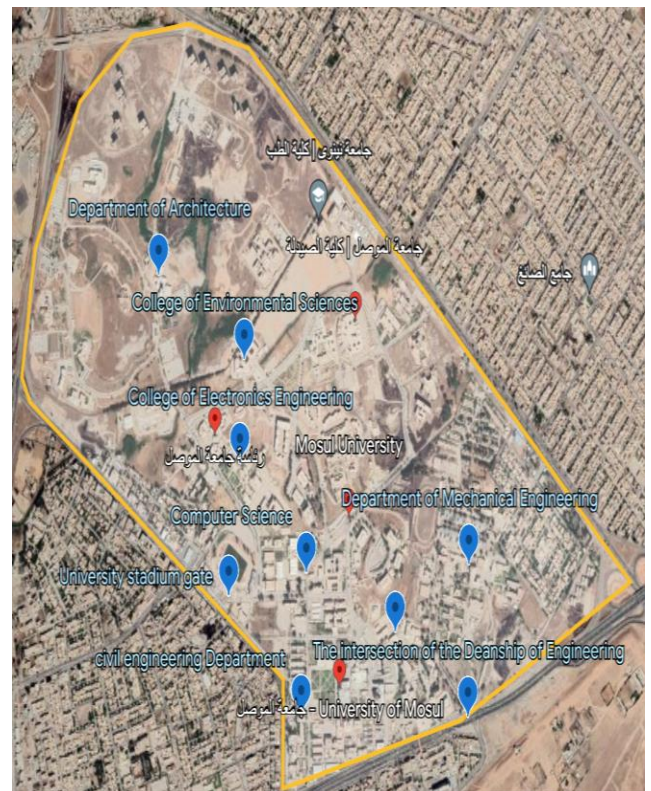 جامعة نينوى | كلية الطب
Department of Architecture
جامعة الموصل | كلية الصيدلة
جامع الصائغ
College of Environmental Sciences
College of Electronics Engineering
Mosul University
رئاسة جامعة الموصل
Department of Mechanical Engineering
Computer Science
University stadium gate
The intersection of the Deanship of Engineering
civil engineering Department
جامعة الموصل - University of Mosul